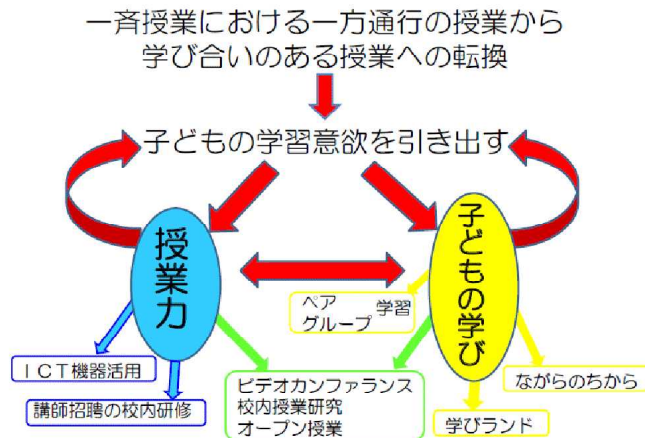 一斉授業における一方通行の授業から
学び合いのある授業への転換
子どもの学習意欲を引き出す
授業力
子どもの学び
ペア 学習
グループ
ICT機器活用
講師招聘の校内研修
ビデオカンファランス
校内授業研究
オープン授業
ながらのちから
学びランド